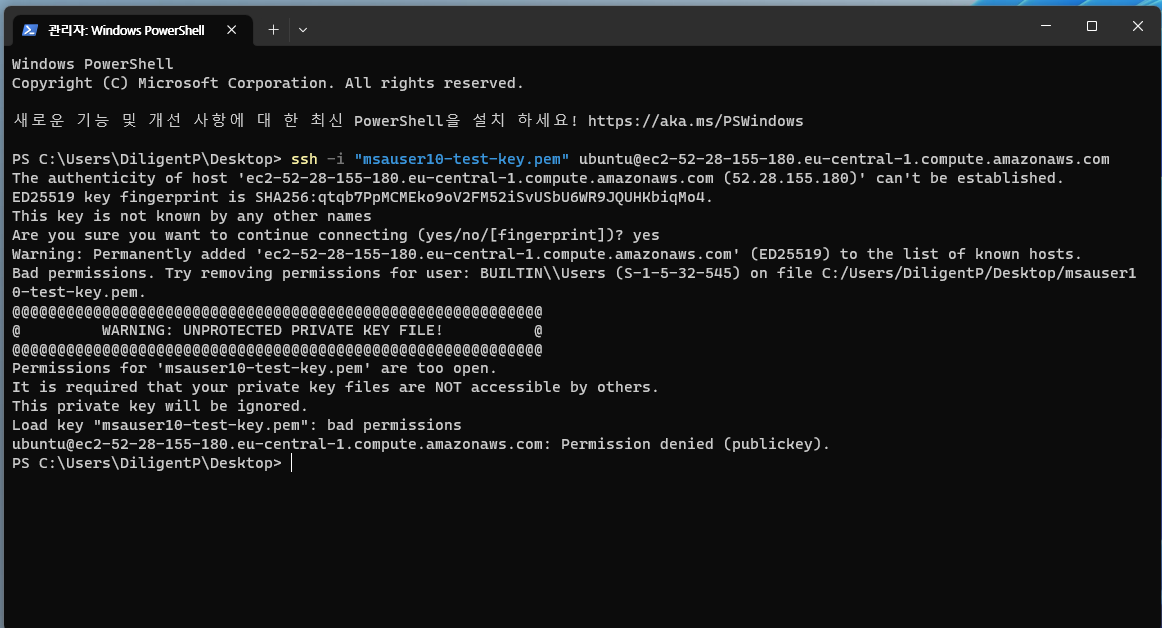 관리자: Windows PowerShell
Windows PowerShell
Copyright (C) Microsoft Corporation. All rights reserved.
새로운 기능 및 개선 사항에 대 한 최신 PowerShell을 설치 하세요! https://aka.ms/PSWindows
PS C:\Users\DiligentP\Desktop> ssh -i "msauser10-test-key.pem" ubuntu@ec2-52-28-155-180.eu-central-1.compute.amazonaws.com
The authenticity of host 'ec2-52-28-155-180.eu-central-1.compute.amazonaws.com (52.28.155.180)' can't be established.
ED25519 key fingerprint is SHA256:qtqb7PpMCMEko9oV2FM52iSvUSbU6WR9JQUHKbiqMo4.
This key is not known by any other names
Are you sure you want to continue connecting (yes/no/[fingerprint])? yes
Warning: Permanently added 'ec2-52-28-155-180.eu-central-1.compute.amazonaws.com' (ED25519) to the list of known hosts.
Bad permissions. Try removing permissions for user: BUILTIN\\Users (S-1-5-32-545) on file C:/Users/DiligentP/Desktop/msauser1
0-test-key.pem.
@@@@@@@@@@@@@@@@@@@@@@@@@@@@@@@@@@@@@@@@@@@@@@@@@@@@@@@@@@@
@         WARNING: UNPROTECTED PRIVATE KEY FILE!          @
@@@@@@@@@@@@@@@@@@@@@@@@@@@@@@@@@@@@@@@@@@@@@@@@@@@@@@@@@@@
Permissions for 'msauser10-test-key.pem' are too open.
It is required that your private key files are NOT accessible by others.
This private key will be ignored.
Load key "msauser10-test-key.pem": bad permissions
ubuntu@ec2-52-28-155-180.eu-central-1.compute.amazonaws.com: Permission denied (publickey).
PS C:\Users\DiligentP\Desktop>